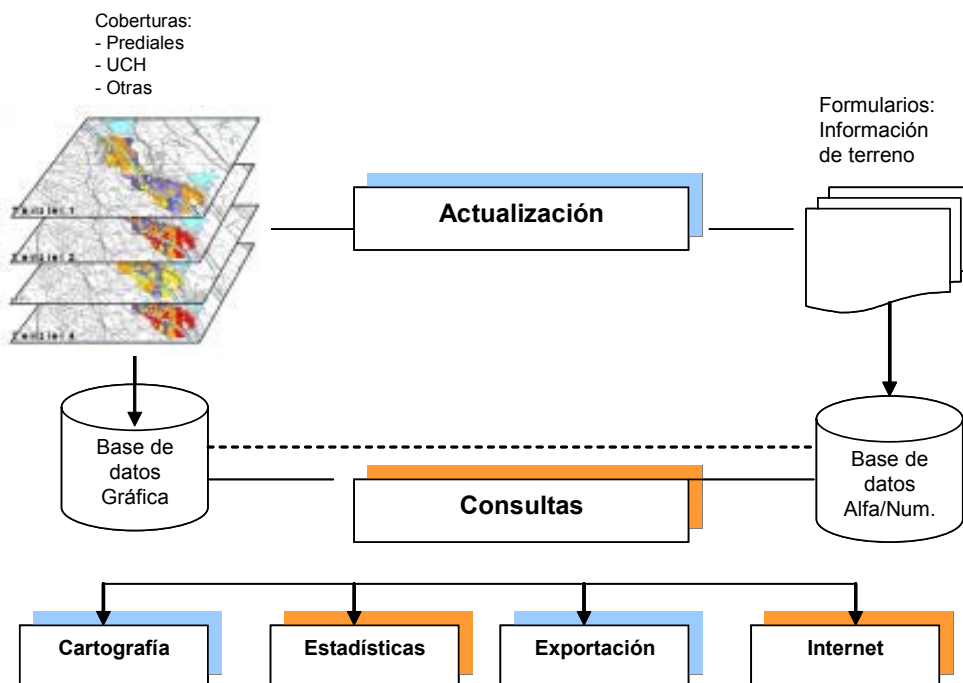 Coberturas:
- Prediales
- UCH
- Otras
Formularios:
Información
de terreno
Actualización
Base de
datos
Gráfica
Base de
datos
Alfa/Num.
Consultas
Cartografía
Estadísticas
Exportación
Internet